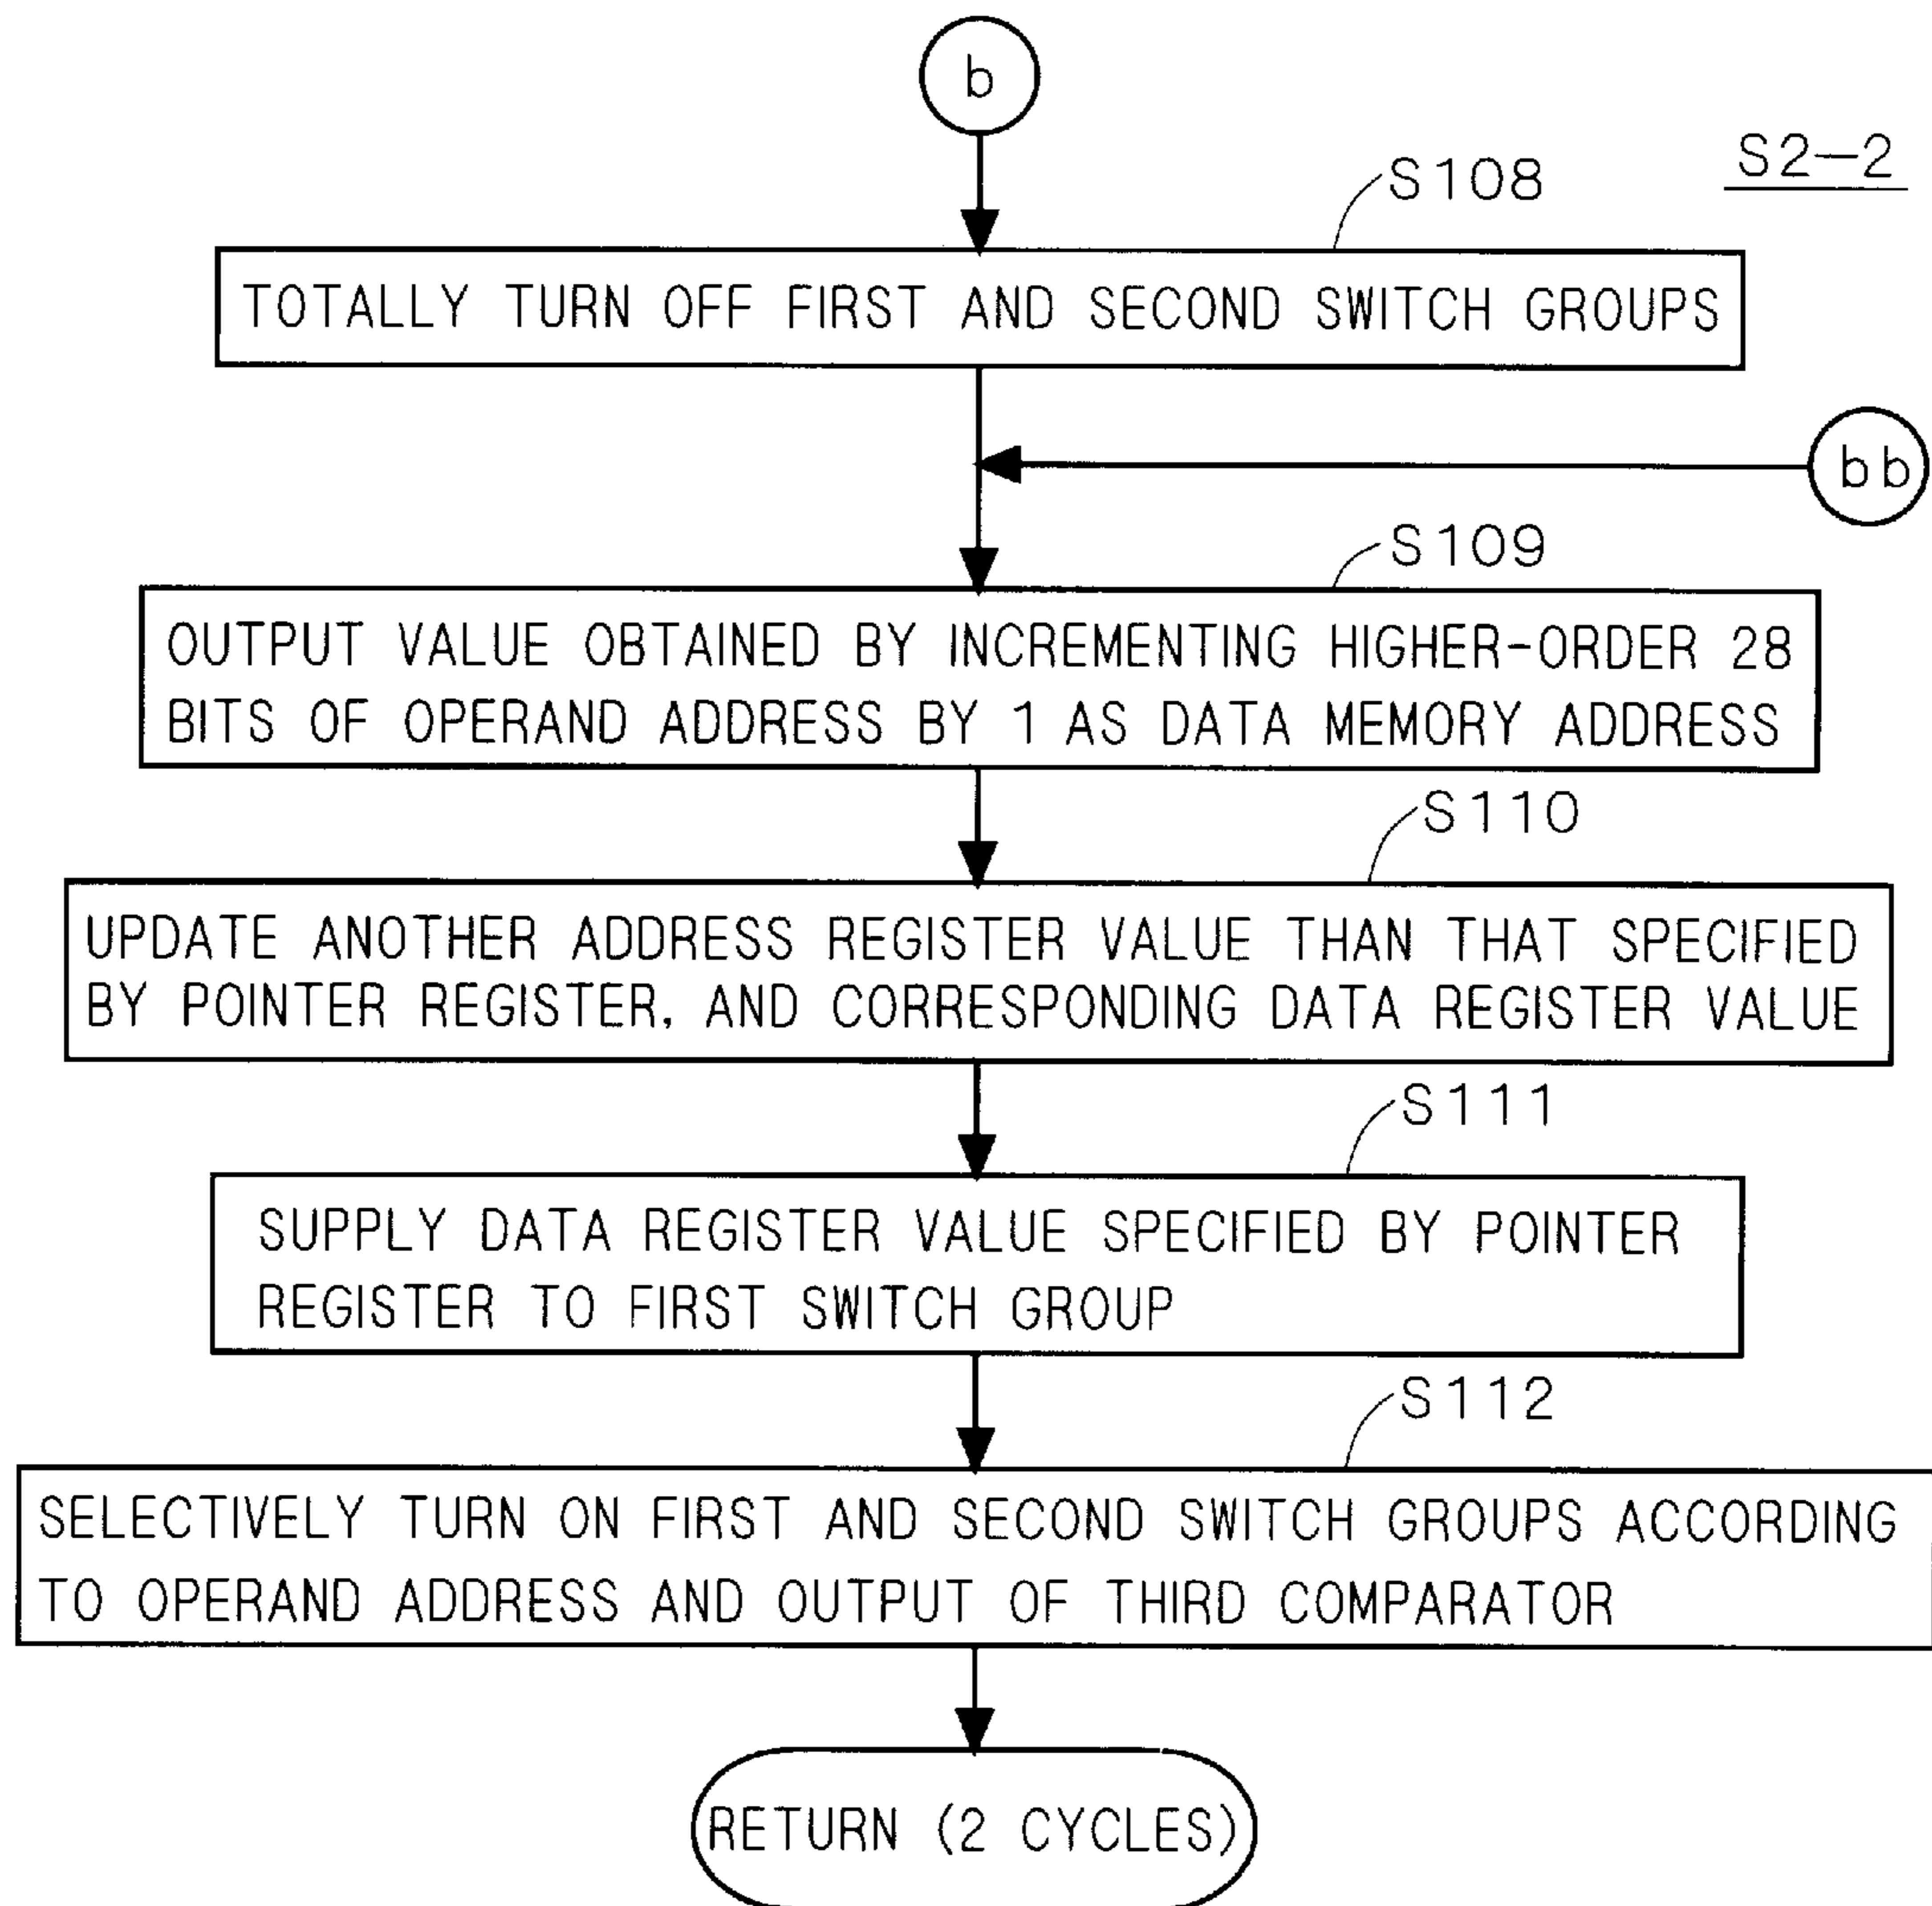 b
S2-2
S108
TOTALLY TURN OFF FIRST AND SECOND SWITCH GROUPS
bb
S109
OUTPUT VALUE OBTAINED BY INCREMENTING HIGHER-ORDER 28
BITS OF OPERAND ADDRESS BY 1 AS DATA MEMORY ADDRESS
S110
UPDATE ANOTHER ADDRESS REGISTER VALUE THAN THAT SPECIFIED
BY POINTER REGISTER, AND CORRESPONDING DATA REGISTER VALUE
S111
SUPPLY DATA REGISTER VALUE SPECIFIED BY POINTER
REGISTER TO FIRST SWITCH GROUP
S112
SELECTIVELY TURN ON FIRST AND SECOND SWITCH GROUPS ACCORDING
TO OPERAND ADDRESS AND OUTPUT OF THIRD COMPARATOR
RETURN (2 CYCLES)